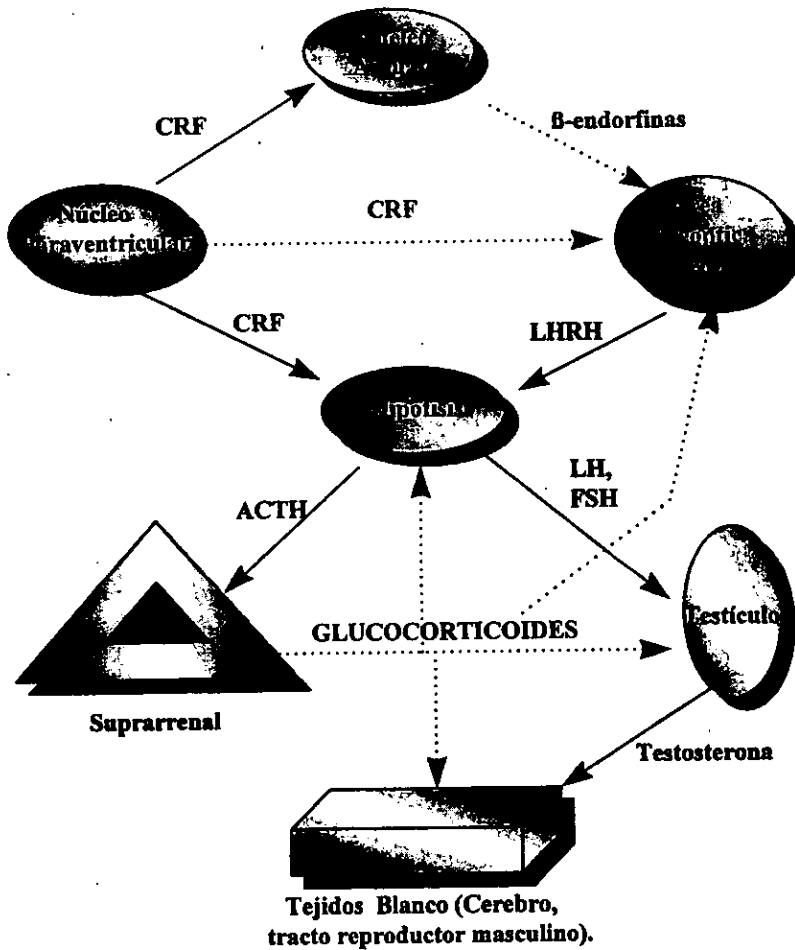 Núcleo
CRF
ß-endorfinas
Núcleo
CRF
CRF
LHRH
LH,
FSH
ACTH
GLUCOCORTICOIDES
Testículo
Suprarrenal
Testosterona
Tejidos Blanco (Cerebro,
tracto reproductor masculino).